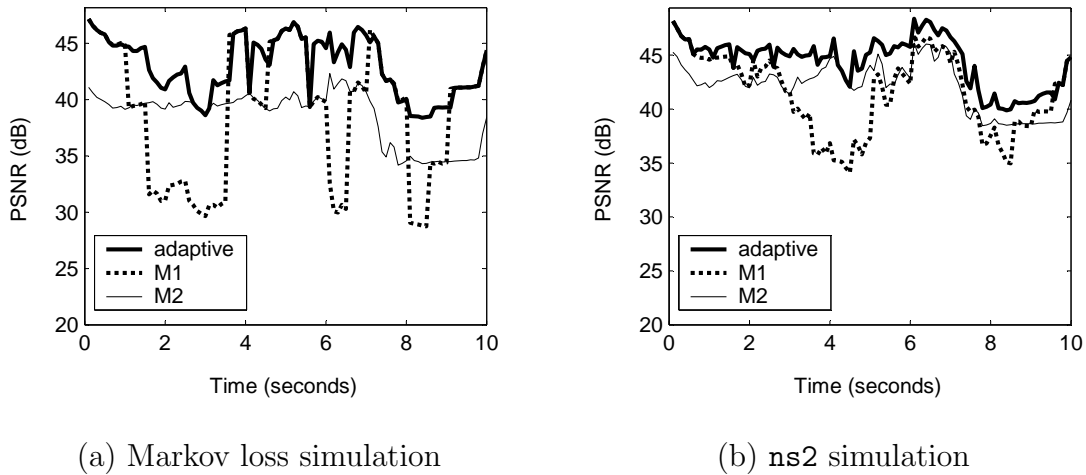 45
40
35
30
25
20
PSNR (dB)
adaptive
M1
M2
0 2 4 6 8 10
Time (seconds)
(a) Markov loss simulation
45
40
35
30
25
20
PSNR (dB)
adaptive
M1
M2
0 2 4 6 8 10
Time (seconds)
(b) ns2 simulation